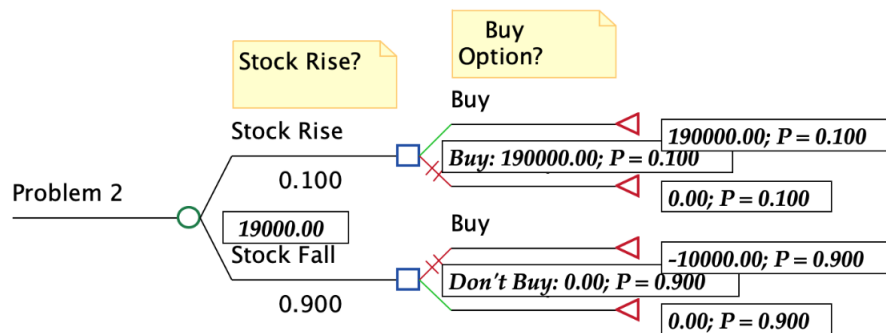 Stock Rise?
Buy
Option?
Buy
Stock Rise
190000.00; P = 0.100
Buy: 190000.00; P = 0.100
0.100
0.00; P = 0.100
Problem 2
19000.00
Buy
Stock Fall
-10000.00; P = 0.900
Don't Buy: 0.00; P = 0.900
0.900
0.00; P = 0.900